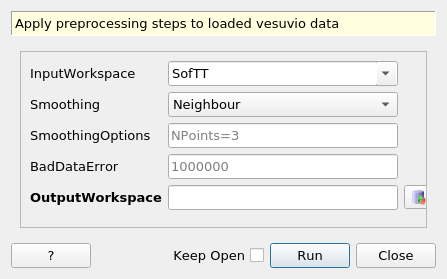 Apply preprocessing steps to loaded vesuvio data
InputWorkspace SofTT
Smoothing Neighbour
SmoothingOptions NPoints=3
BadDataError 1000000
OutputWorkspace
? Keep Open Run Close